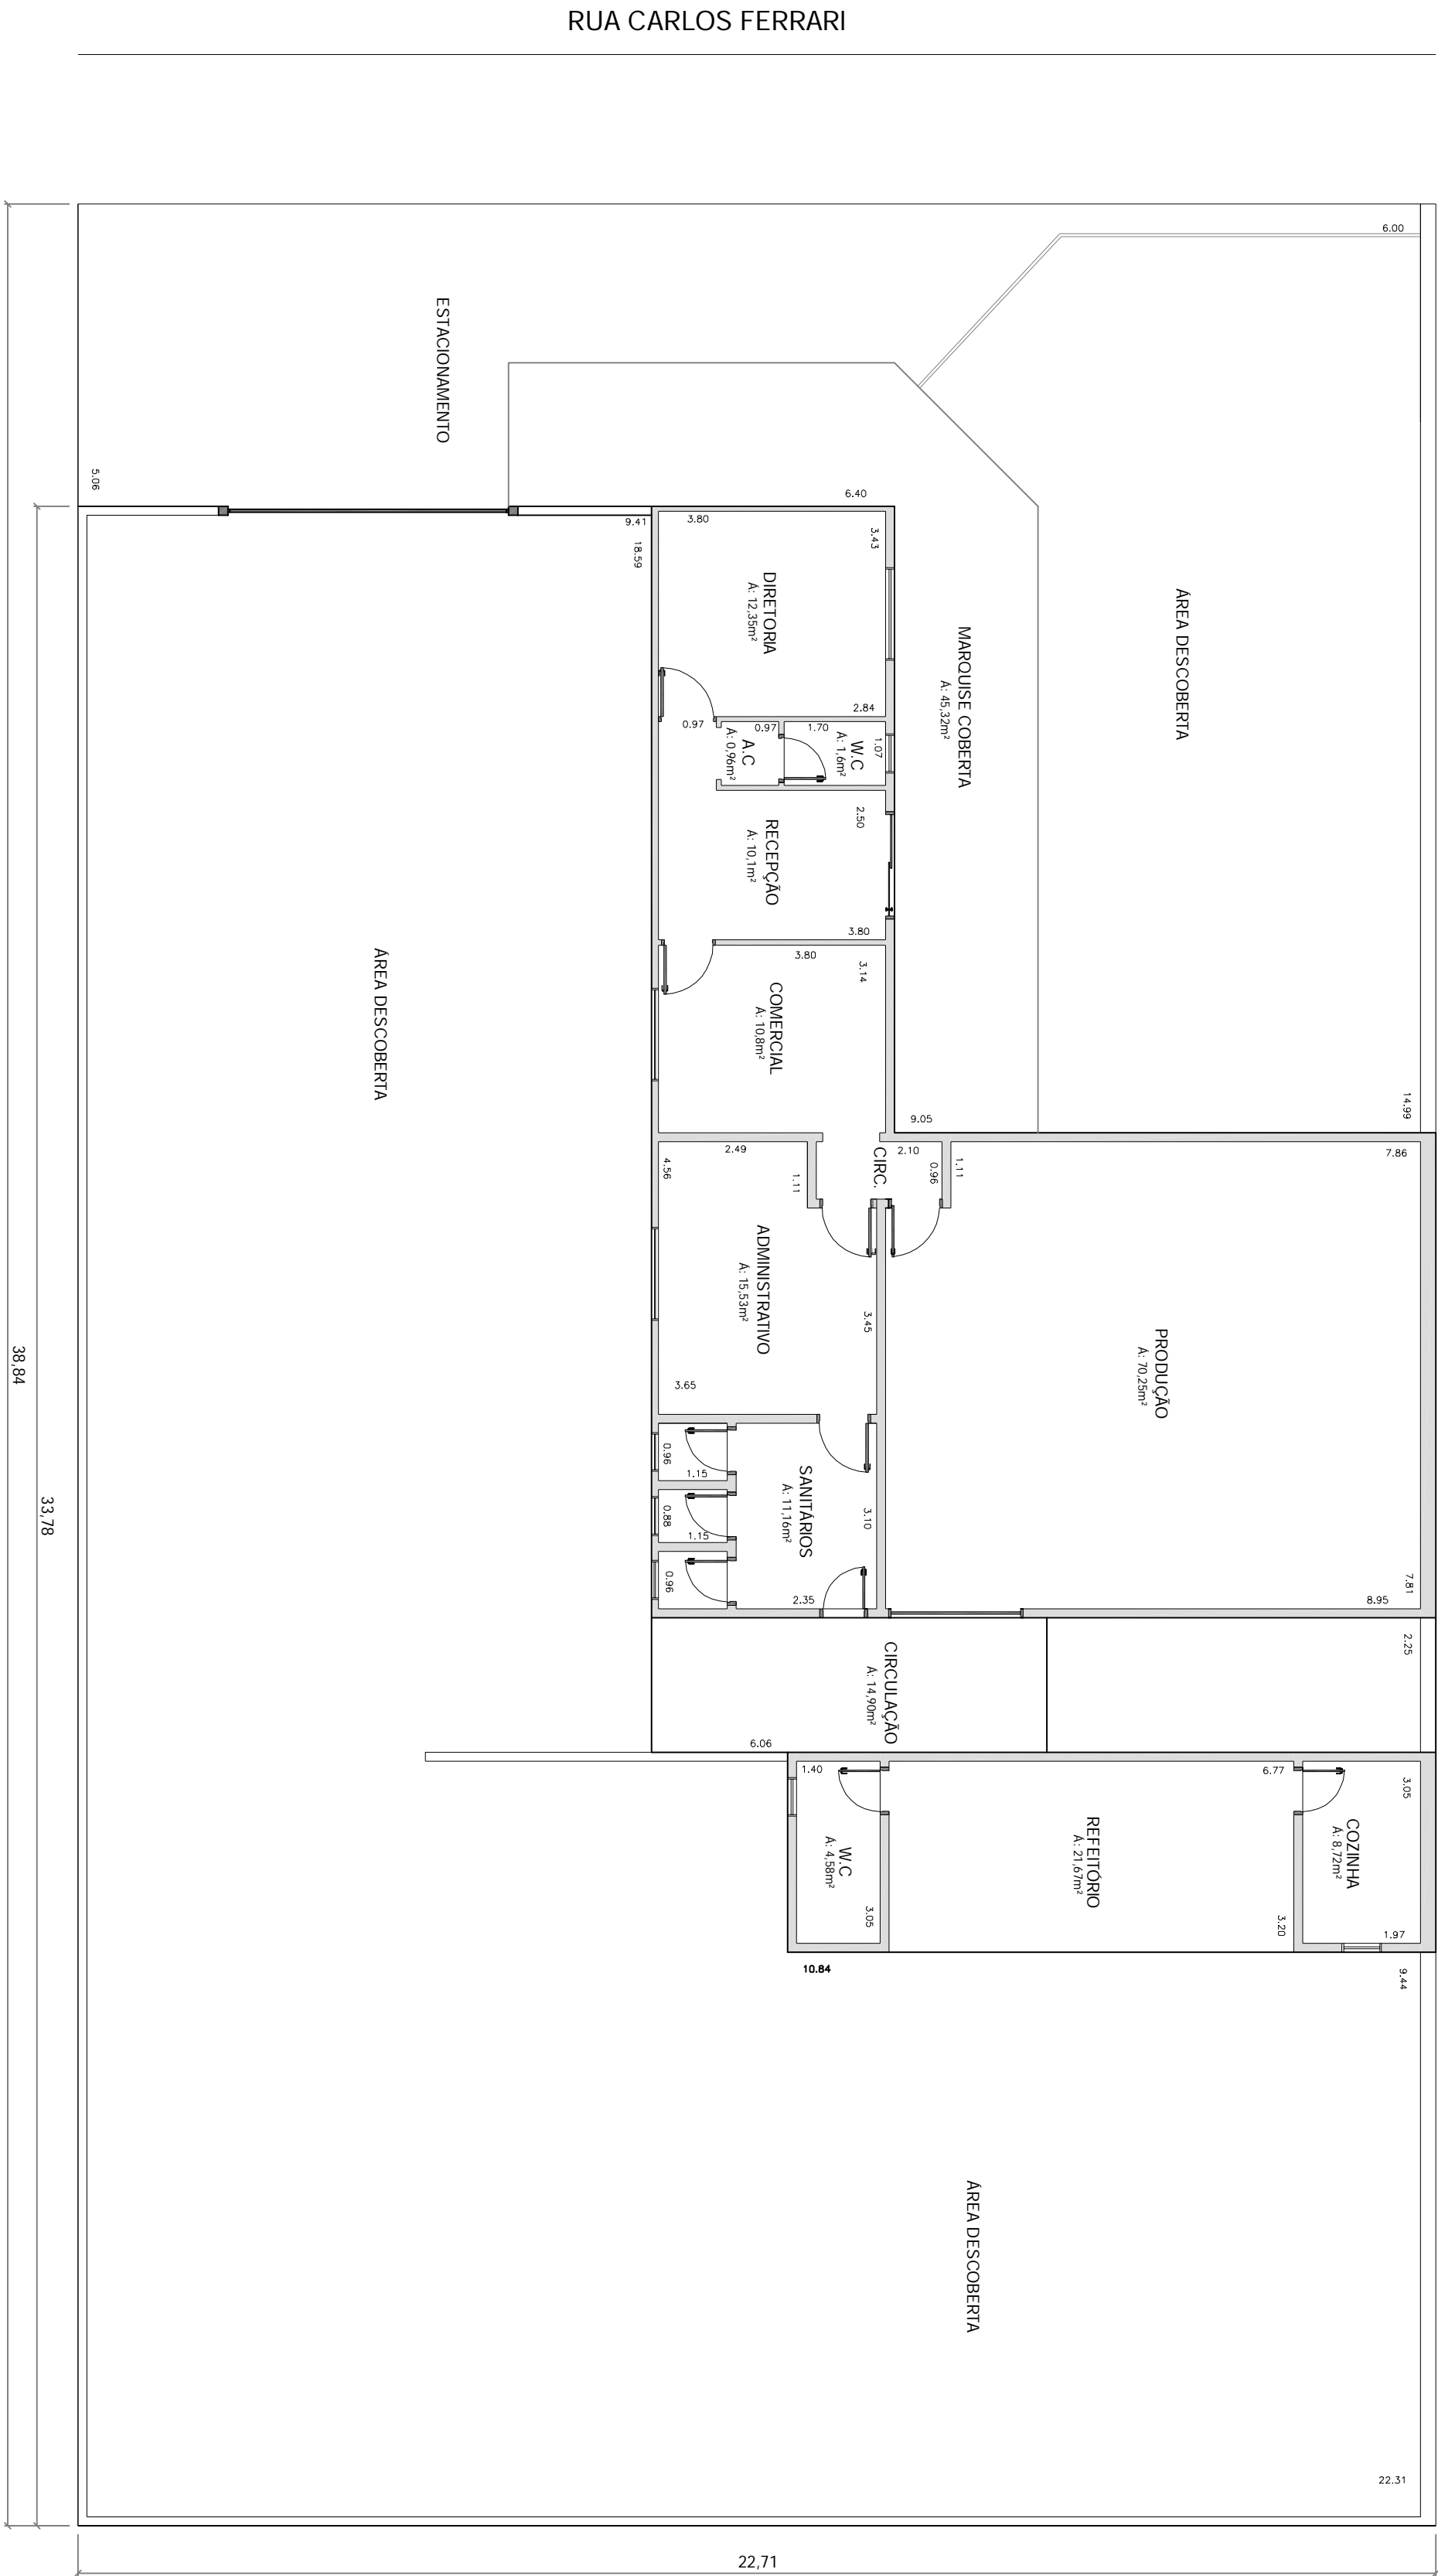 RUA CARLOS FERRARI
6.00
ESTACIONAMENTO
5.06
6.40
9.41
3.80
3.43
18.59
DIRETORIA
Á: 12,35m²
ÁREA DESCOBERTA
MARQUISE COBERTA
Á: 45,32m²
2.84
0.97
0.97
1.70
1.07
A.C
Á: 0,96m²
W.C
Á: 1,6m²
2.50
RECEPÇÃO
Á: 10,1m²
3.80
3.80
3.14
ÁREA DESCOBERTA
COMERCIAL
Á: 10,8m²
14.99
9.05
2.49
CIRC.
2.10
7.86
4.56
1.11
0.96
1.11
ADMINISTRATIVO
Á: 15,53m²
3.45
PRODUÇÃO
Á: 70,25m²
38,84
3.65
0.96
1.15
SANITÁRIOS
Á: 11,16m²
3.10
33,78
0.88
1.15
0.96
2.35
7.81
8.95
2.25
CIRCULAÇÃO
Á: 14,90m²
6.06
1.40
6.77
3.05
W.C
Á: 4,58m²
REFEITÓRIO
Á: 21,67m²
COZINHA
Á: 8,72m²
3.05
3.20
1.97
10.84
9.44
ÁREA DESCOBERTA
22.31
22,71